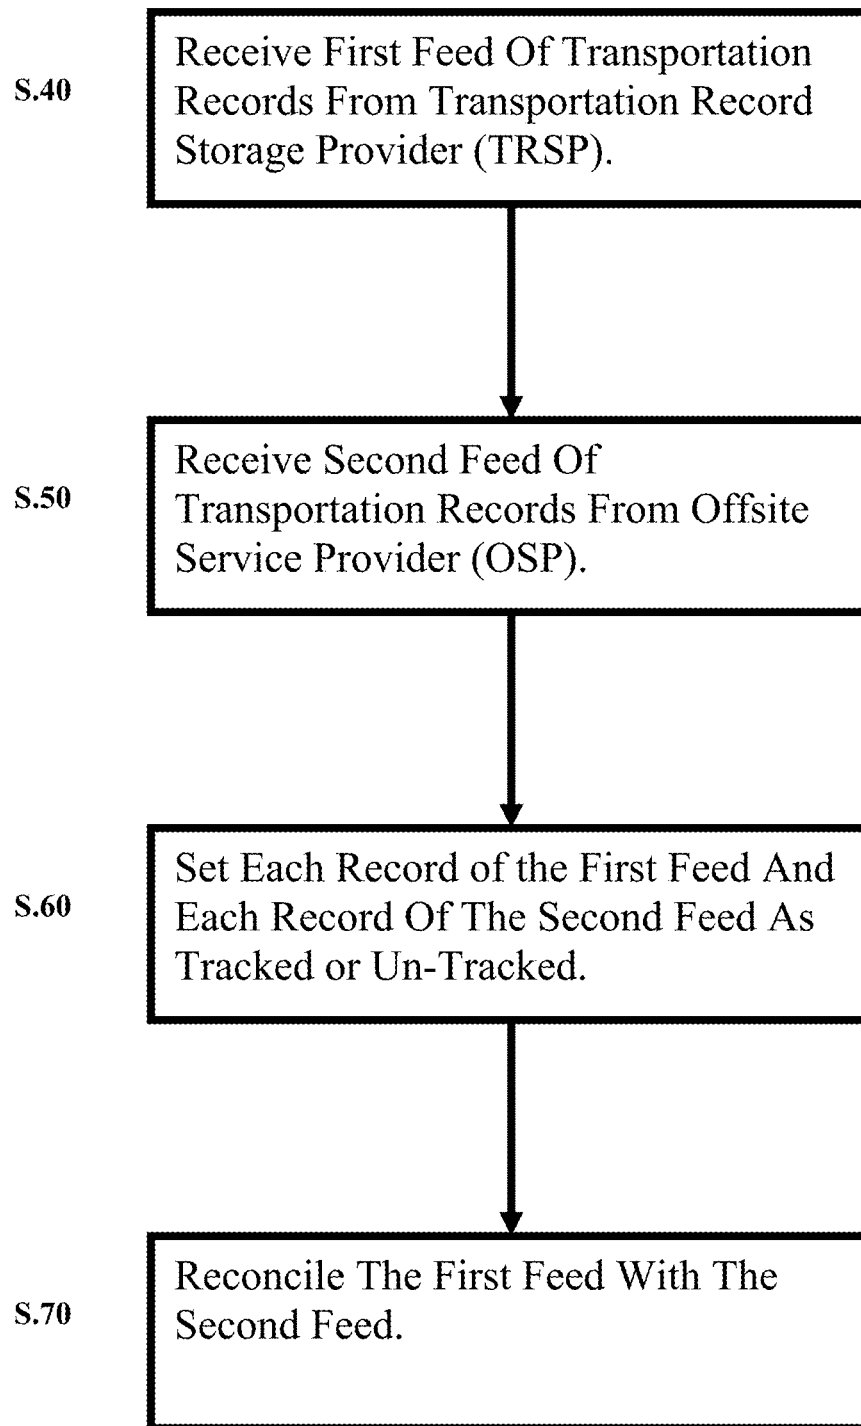 S.40
Receive First Feed Of Transportation
Records From Transportation Record
Storage Provider (TRSP).
S.50
Receive Second Feed Of
Transportation Records From Offsite
Service Provider (OSP).
S.60
Set Each Record of the First Feed And
Each Record Of The Second Feed As
Tracked or Un-Tracked.
S.70
Reconcile The First Feed With The
Second Feed.